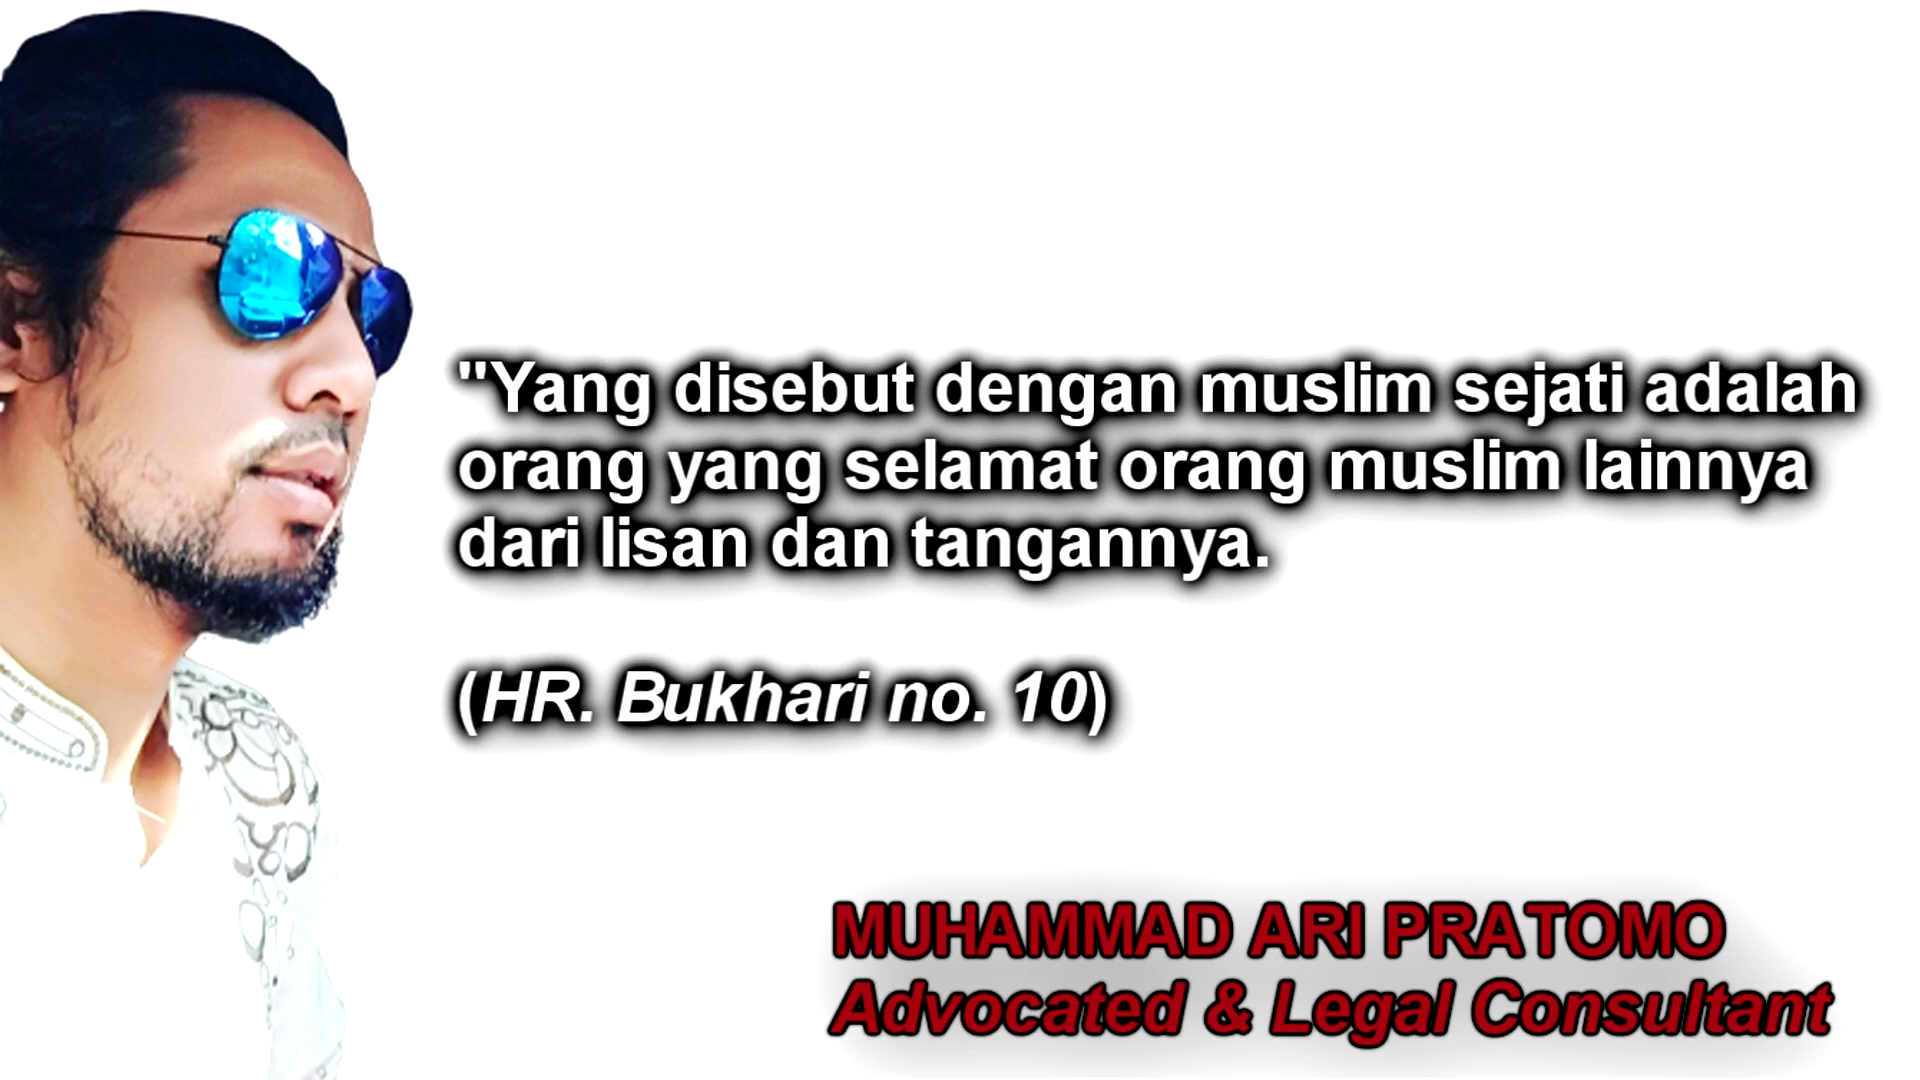 "Yang disebut dengan muslim sejati adalah
orang yang selamat orang muslim lainnya
dari lisan dan tangannya.
(HR. Bukhari no. 10)
MUHAMMAD ARI PRATOMO
Advocated & Legal Consultant